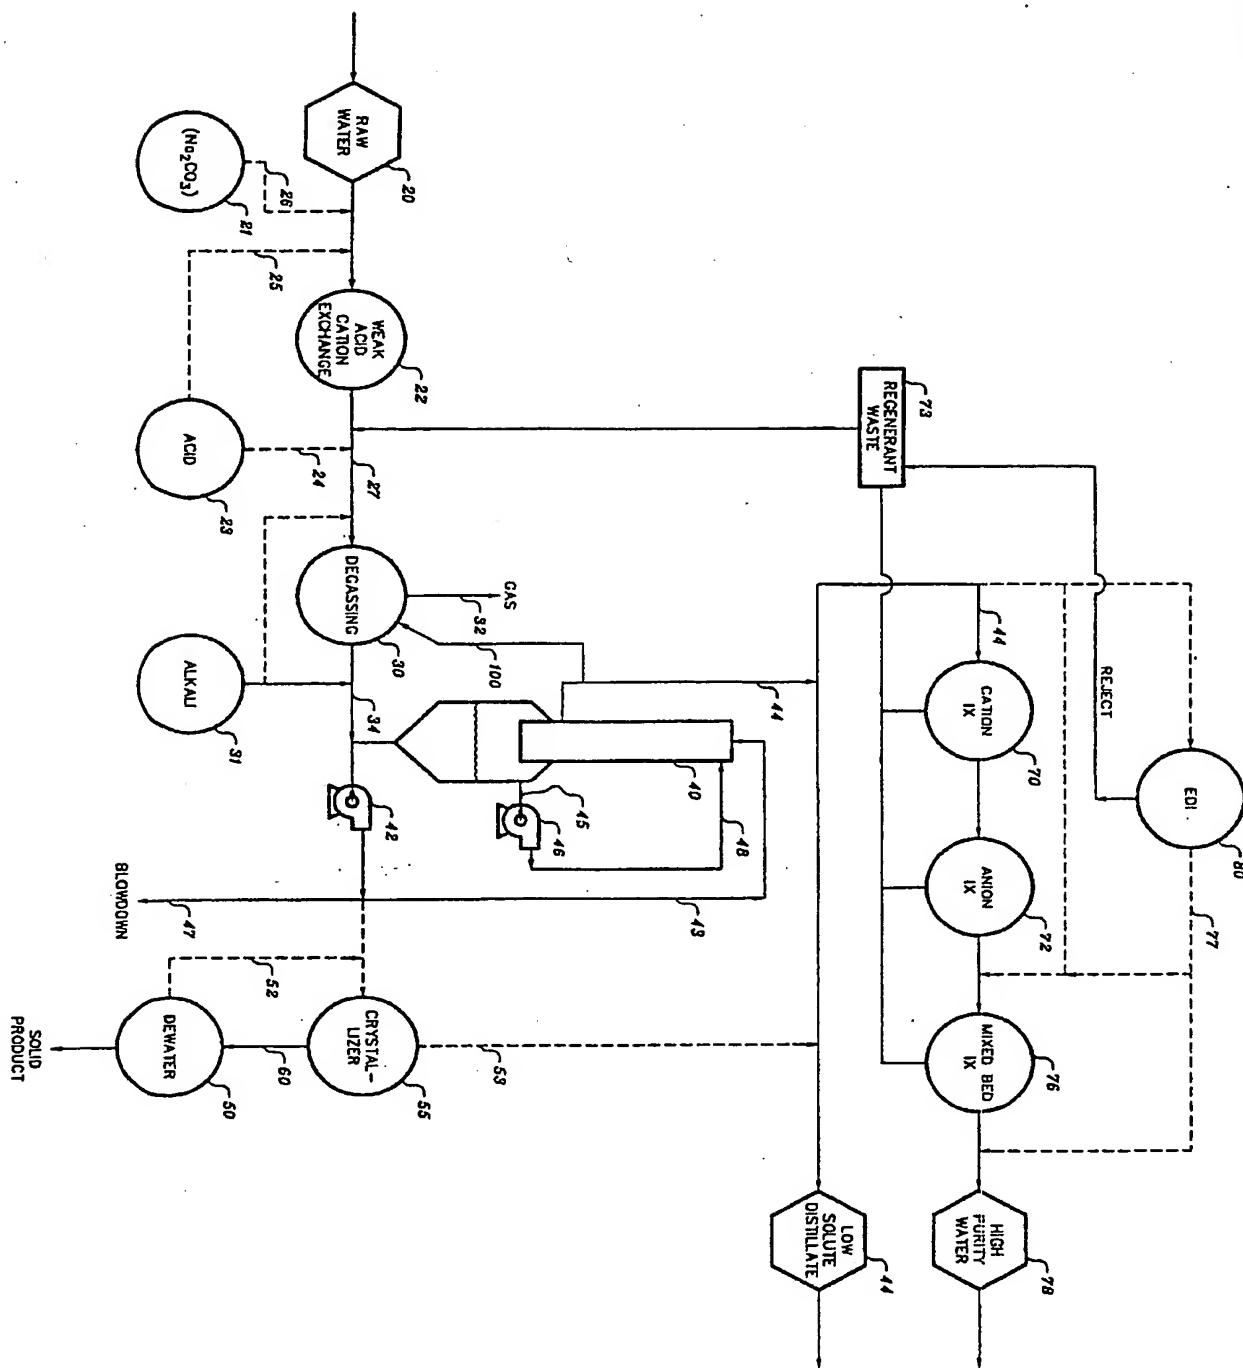 RAW
WATER
20
(Na2CO3)
21
26
25
WEAK
ACID
CATION
EXCHANGE
22
ACID
23
24
27
DEGASSING
30
GAS
32
100
ALKALI
31
34
40
42
43
44
45
46
48
BLOWDOWN
47
CRYSTAL-
LIZER
55
52
60
53
DEWATER
50
SOLID
PRODUCT
REGENERANT
WASTE
73
REJECT
44
CATION
IX
70
ANION
IX
72
MIXED BED
IX
76
EDI
80
77
HIGH
PURITY
WATER
78
LOW
SOLUTE
DISTILLATE
44